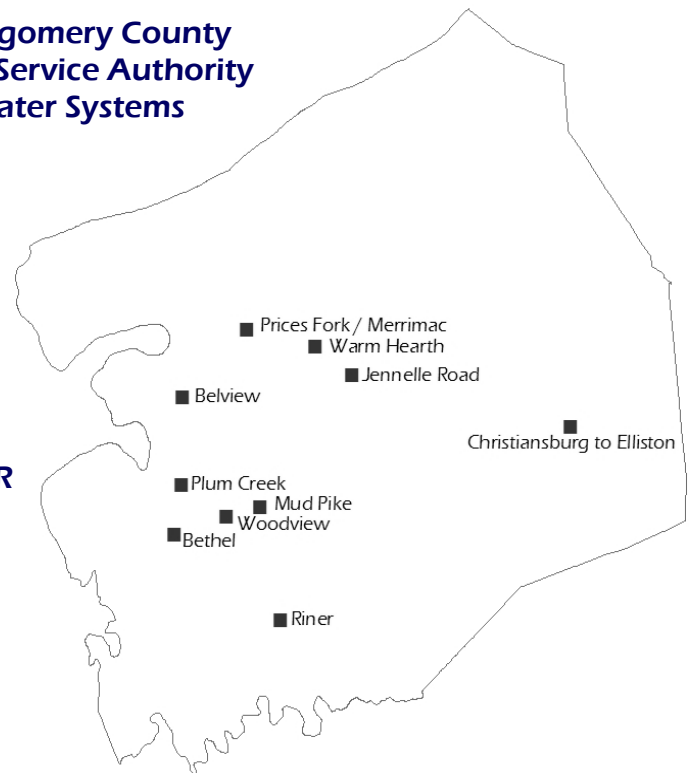 gomery County
Service Authority
ater Systems
Prices Fork / Merrimac
Warm Hearth
Jennelle Road
Belview
Christiansburg to Elliston
R
Plum Creek
Mud Pike
Woodview
Bethel
Riner